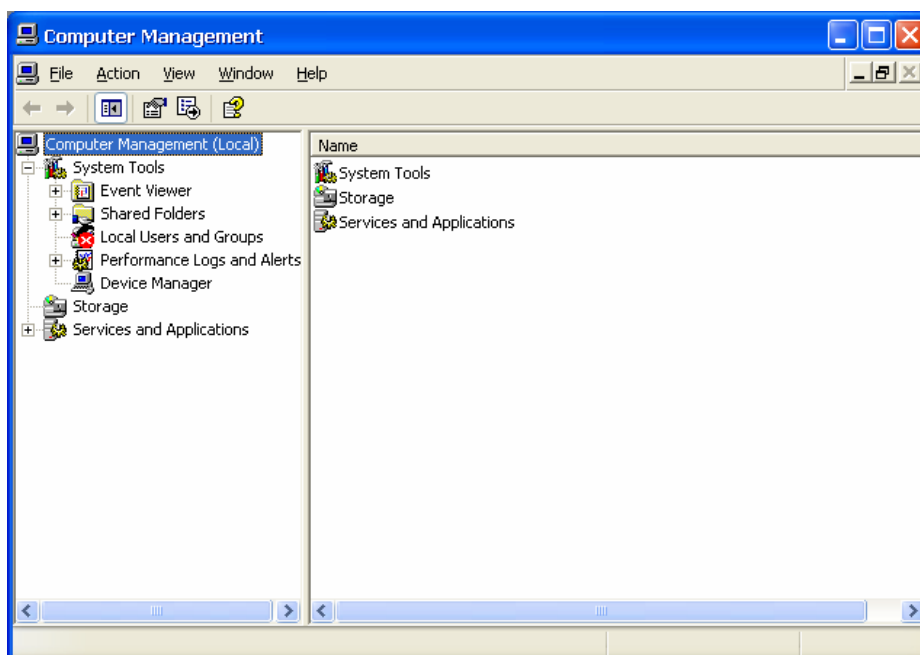 Computer Management
File Action View Window Help
Computer Management (Local)
System Tools
Event Viewer
Shared Folders
Local Users and Groups
Performance Logs and Alerts
Device Manager
Storage
Services and Applications
Name
System Tools
Storage
Services and Applications